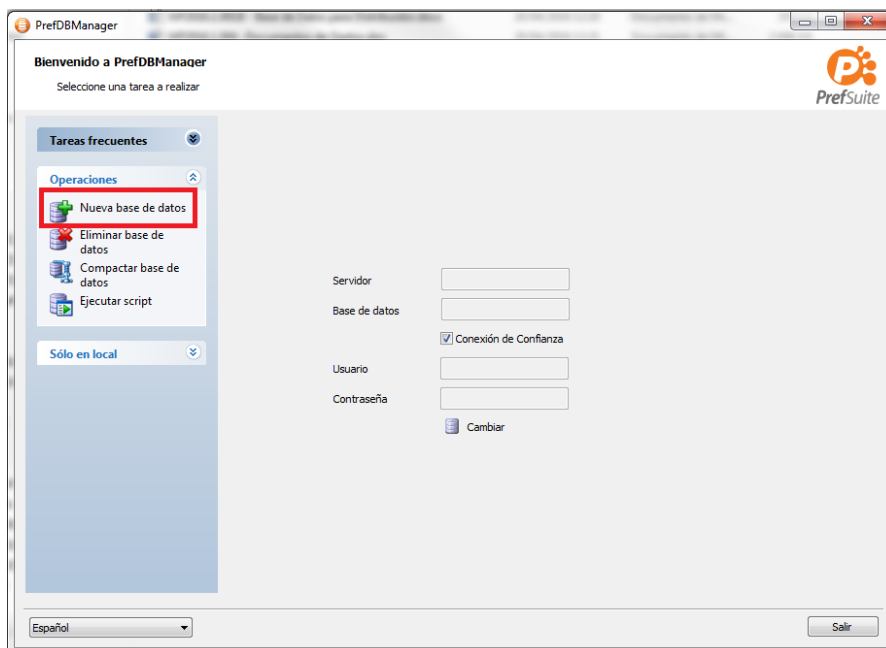 PrefDBManager
Bienvenido a PrefDBManager
Seleccione una tarea a realizar
PrefSuite
Tareas frecuentes
Operaciones
Nueva base de datos
Eliminar base de
datos
Compactar base de
datos
Ejecutar script
Sólo en local
Servidor
Base de datos
Conexión de Confianza
Usuario
Contraseña
Cambiar
Español
Salir